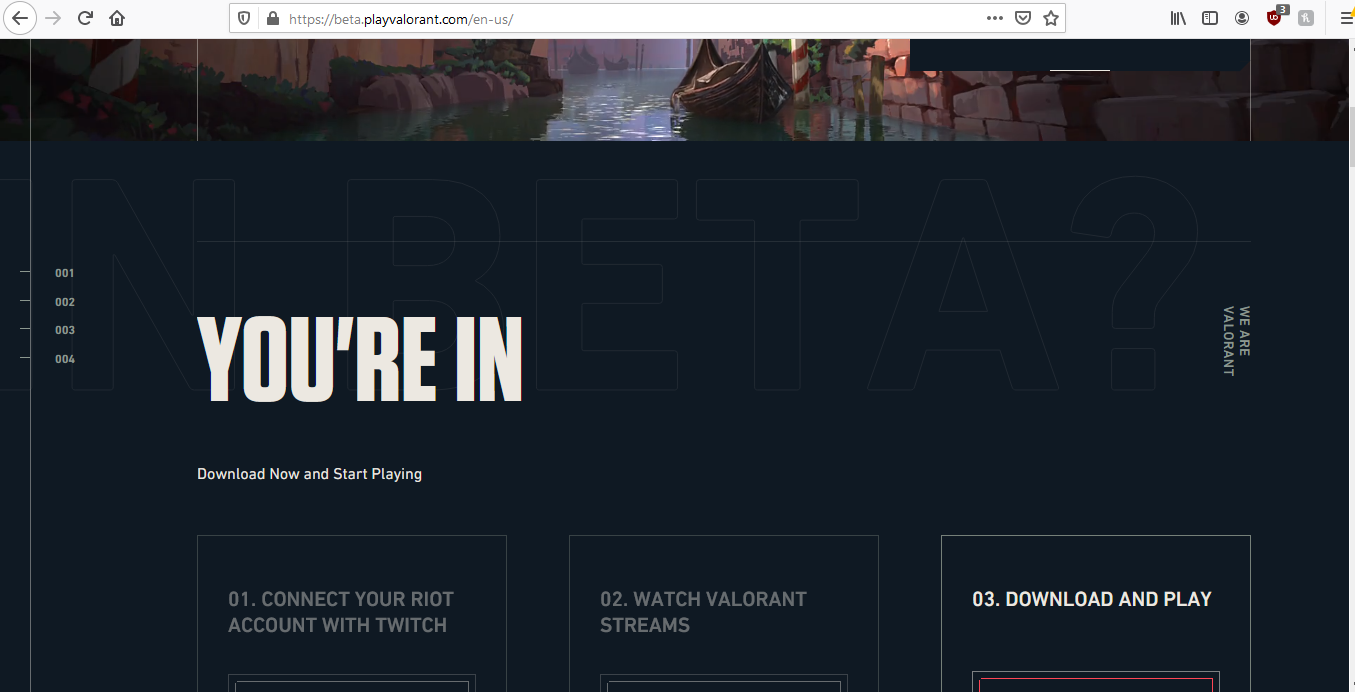 https://beta.playvalorant.com/en-us/
3
N BETA?
001
002
003
004
YOU'RE IN
WE ARE
VALORANT
Download Now and Start Playing
01. CONNECT YOUR RIOT
ACCOUNT WITH TWITCH
02. WATCH VALORANT
STREAMS
03. DOWNLOAD AND PLAY